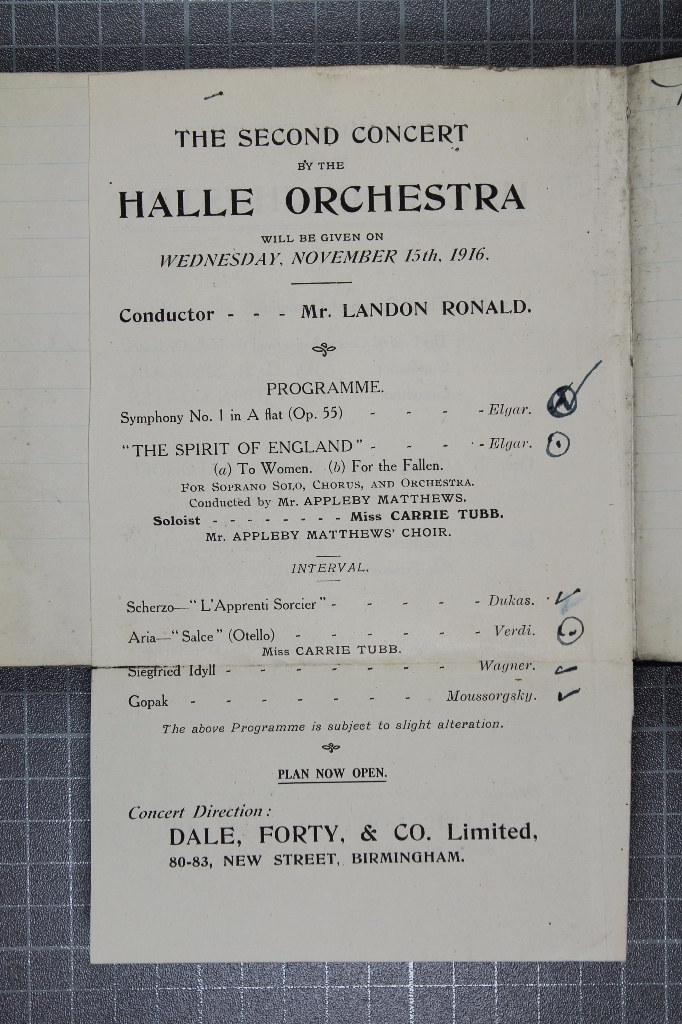 THE SECOND CONCERT
BY THE
HALLE ORCHESTRA
WILL BE GIVEN ON
WEDNESDAY, NOVEMBER 15th, 1916.
Conductor - - - Mr. LANDON RONALD.
PROGRAMME.
Symphony No. 1 in A flat (Op. 55) - - - - Elgar.
"THE SPIRIT OF ENGLAND" - - - - - Elgar.
(a) To Women. (b) For the Fallen.
FOR SOPRANO SOLO, CHORUS, AND ORCHESTRA.
Conducted by Mr. APPLEBY MATTHEWS.
Soloist - - - - - - - - Miss CARRIE TUBB.
Mr. APPLEBY MATTHEWS' CHOIR.
INTERVAL.
Scherzo—"L'Apprenti Sorcier" - - - - - Dukas.
Aria—"Salce" (Otello) - - - - - - Verdi.
Miss CARRIE TUBB.
Siegfried Idyll - - - - - - - Wagner.
Gopak - - - - - - - Moussorgsky.
The above Programme is subject to slight alteration.
PLAN NOW OPEN.
Concert Direction:
DALE, FORTY, & CO. Limited,
80-83, NEW STREET, BIRMINGHAM.